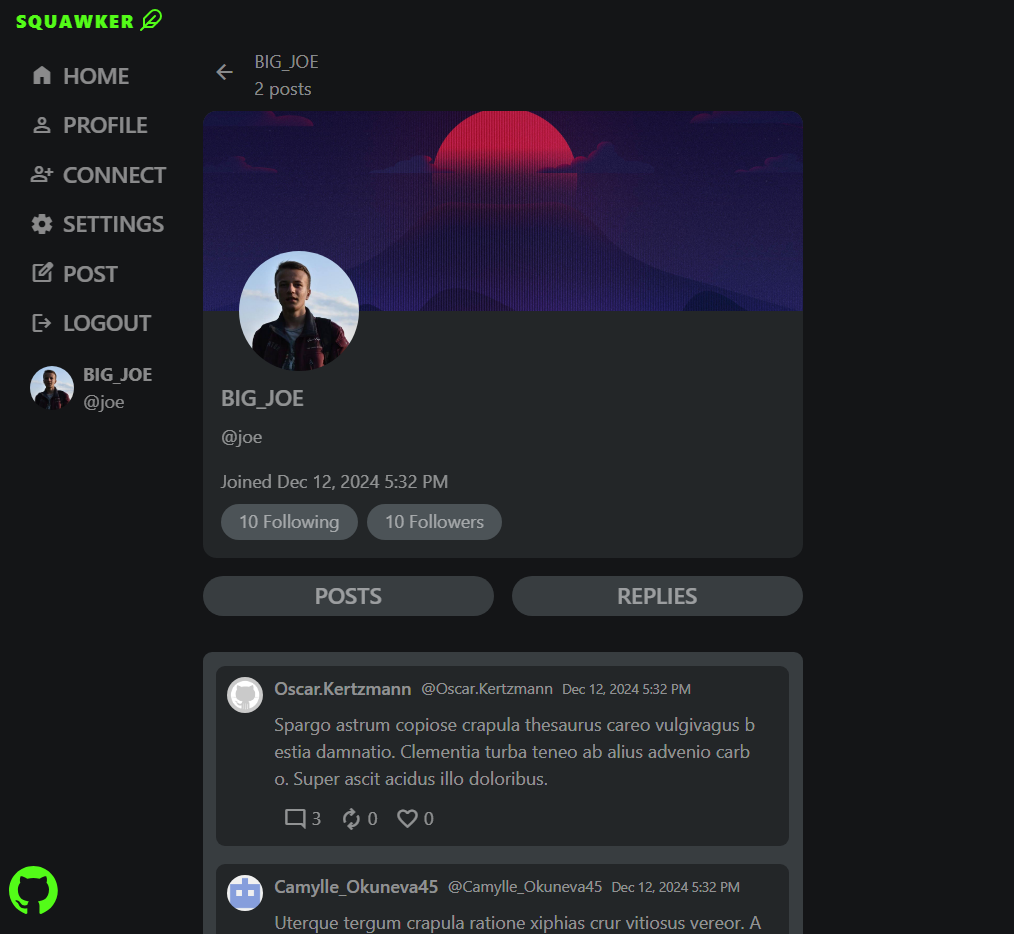 SQUAWKER
HOME
PROFILE
CONNECT
SETTINGS
POST
LOGOUT
BIG_JOE
@joe
BIG_JOE
2 posts
BIG_JOE
@joe
Joined Dec 12, 2024 5:32 PM
10 Following 10 Followers
POSTS REPLIES
Oscar.Kertzmann @Oscar.Kertzmann Dec 12, 2024 5:32 PM
Spargo astrum copiose crapula thesaurus careo vulgivagus b
estia damnatio. Clementia turba teneo ab alius advenio carb
o. Super ascit acidus illo doloribus.
3 0 0
Camylle_Okuneva45 @Camylle_Okuneva45 Dec 12, 2024 5:32 PM
Uterque tergum crapula ratione xiphias crur vitiosus vereor. A